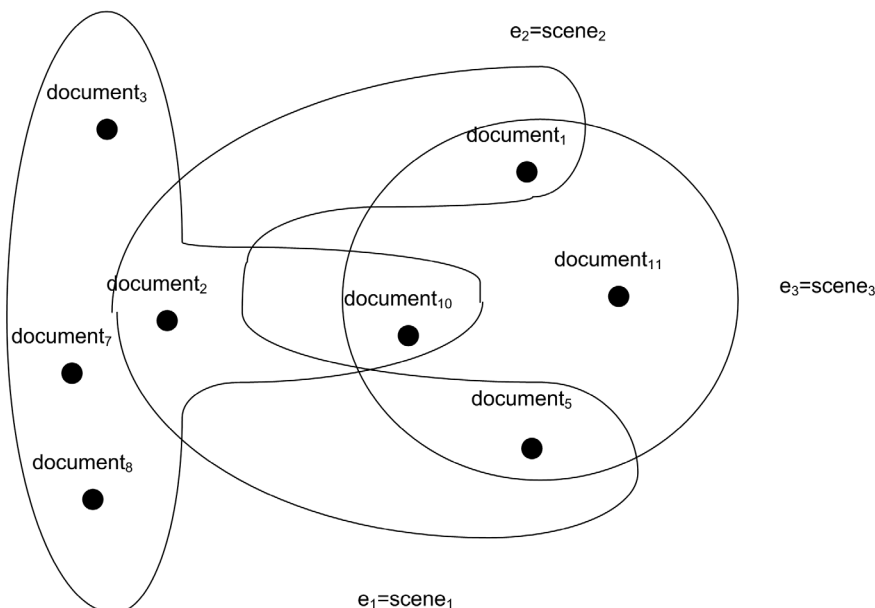 e₂=scene₂
document₃
document₁
document₁₁
document₂
e₃=scene₃
document₁₀
document₇
document₅
document₈
e₁=scene₁